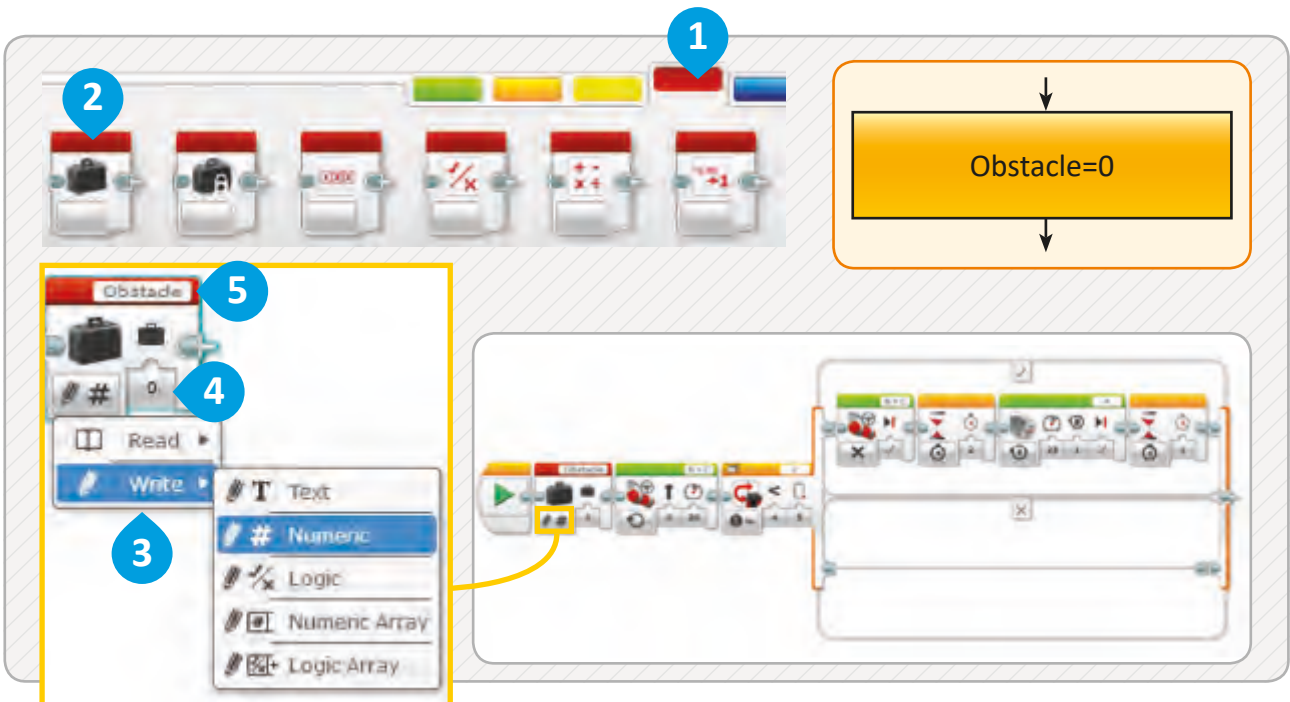 1
2
Obstacle=0
Obstacle
5
0
4
#
Read
Write
3
T Text
# Numeric
Logic
# Numeric Array
Logic Array
Obstacle